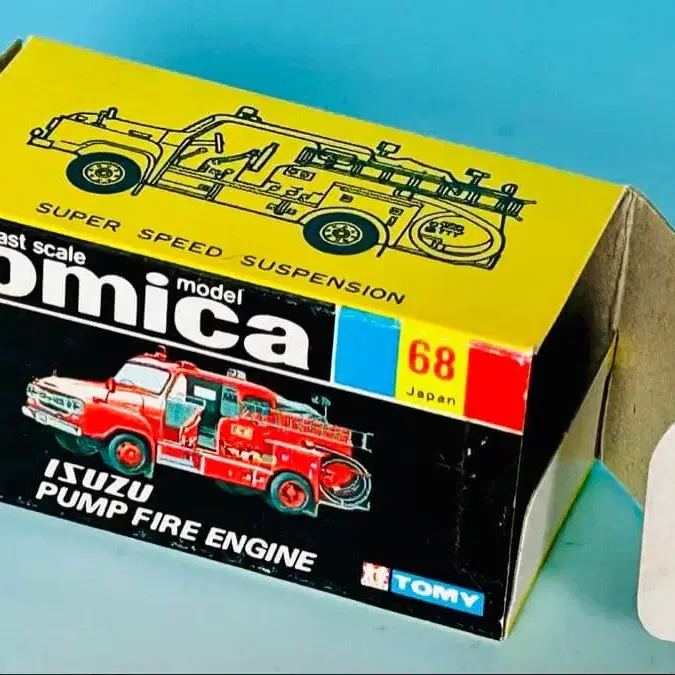 SUPER SPEED SUSPENSION
ast scale
omica
model
68
Japan
ISUZU
PUMP FIRE ENGINE
TOMY